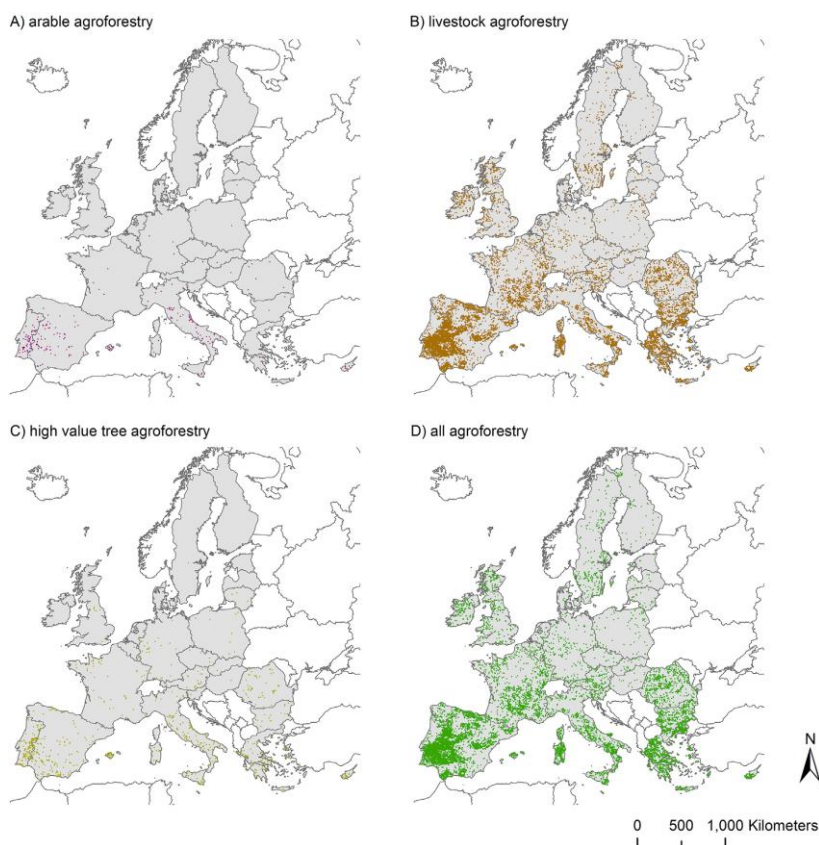 A) arable agroforestry
B) livestock agroforestry
C) high value tree agroforestry
D) all agroforestry
N
0 500 1,000 Kilometers